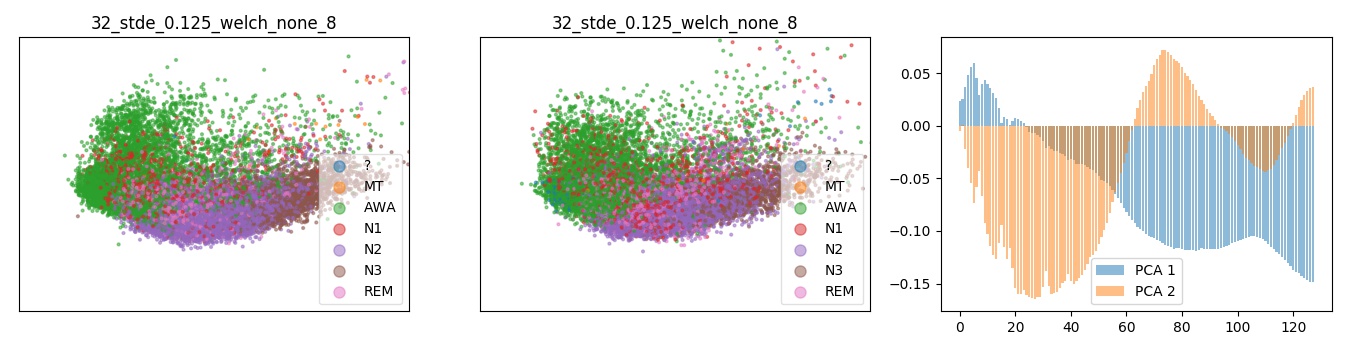 32_stde_0.125_welch_none_8
?
MT
AWA
N1
N2
N3
REM
32_stde_0.125_welch_none_8
?
MT
AWA
N1
N2
N3
REM
0.05
0.00
−0.05
−0.10
−0.15
PCA 1
PCA 2
0 20 40 60 80 100 120